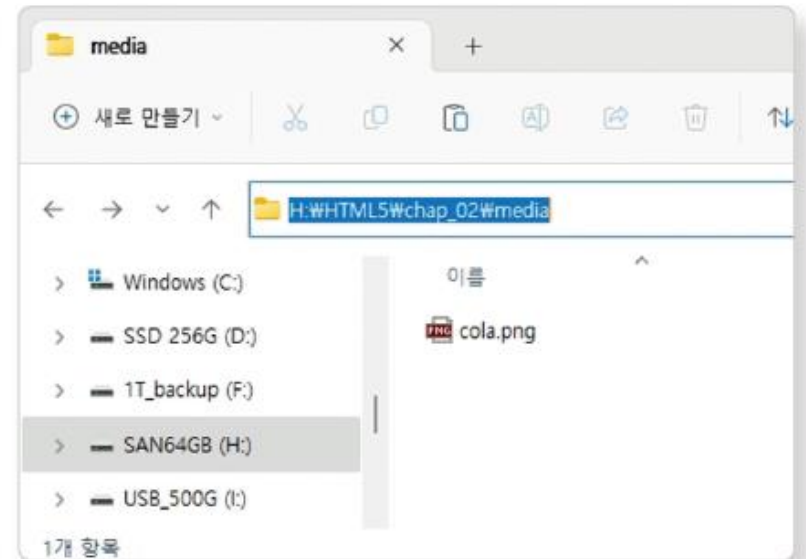 media
새로 만들기
H:₩HTML5₩chap_02₩media
Windows (C:)
SSD 256G (D:)
1T_backup (F:)
SAN64GB (H:)
USB_500G (I:)
이름
PNG cola.png
1개 항목